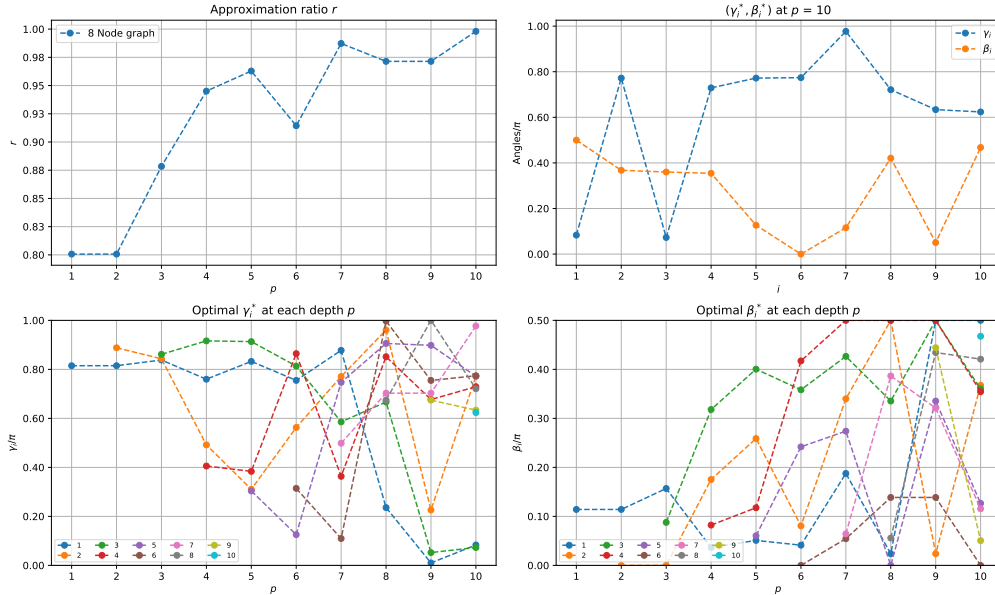 Approximation ratio r
1.00
0.98
0.95
0.93
0.90
0.88
0.85
0.83
0.80
r
8 Node graph
1 2 3 4 5 6 7 8 9 10
p
(γᵢ*, βᵢ*) at p = 10
0.80
0.60
0.40
0.20
0.00
Angles/π
γᵢ
βᵢ
1 2 3 4 5 6 7 8 9 10
i
Optimal γᵢ* at each depth p
1.00
0.80
0.60
0.40
0.20
0.00
γᵢ/π
1 3 5 7 9
2 4 6 8 10
1 2 3 4 5 6 7 8 9 10
p
Optimal βᵢ* at each depth p
0.50
0.40
0.30
0.20
0.10
0.00
βᵢ/π
1 3 5 7 9
2 4 6 8 10
1 2 3 4 5 6 7 8 9 10
p